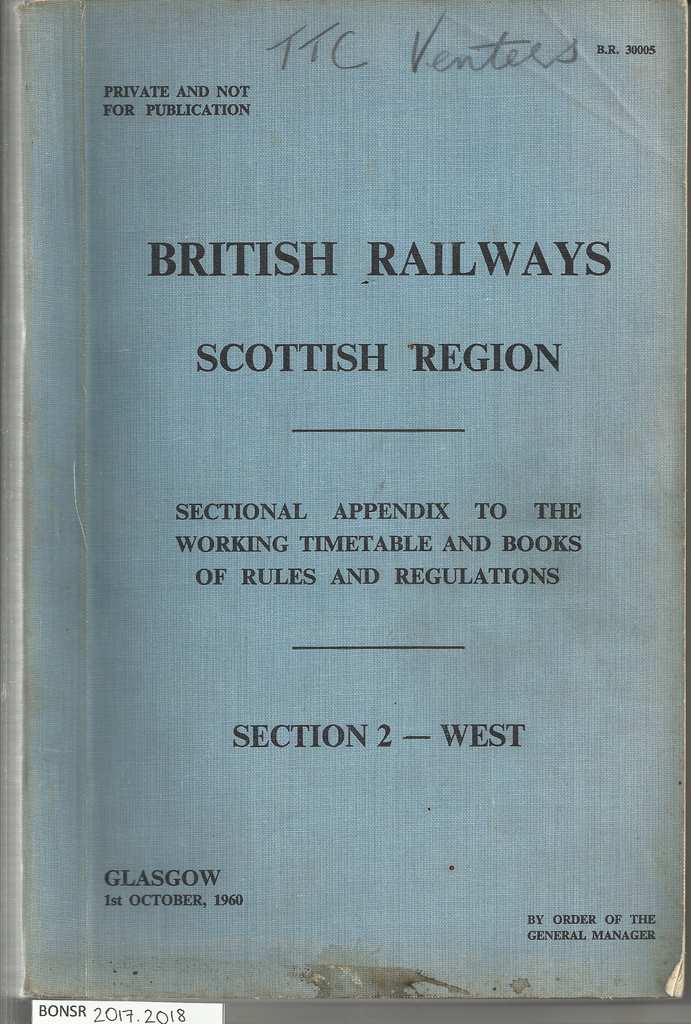 TTC Venters
B.R. 30005
PRIVATE AND NOT
FOR PUBLICATION
BRITISH RAILWAYS
SCOTTISH REGION
SECTIONAL APPENDIX TO THE
WORKING TIMETABLE AND BOOKS
OF RULES AND REGULATIONS
SECTION 2 — WEST
GLASGOW
1st OCTOBER, 1960
BY ORDER OF THE
GENERAL MANAGER
BONSR 2017.2018